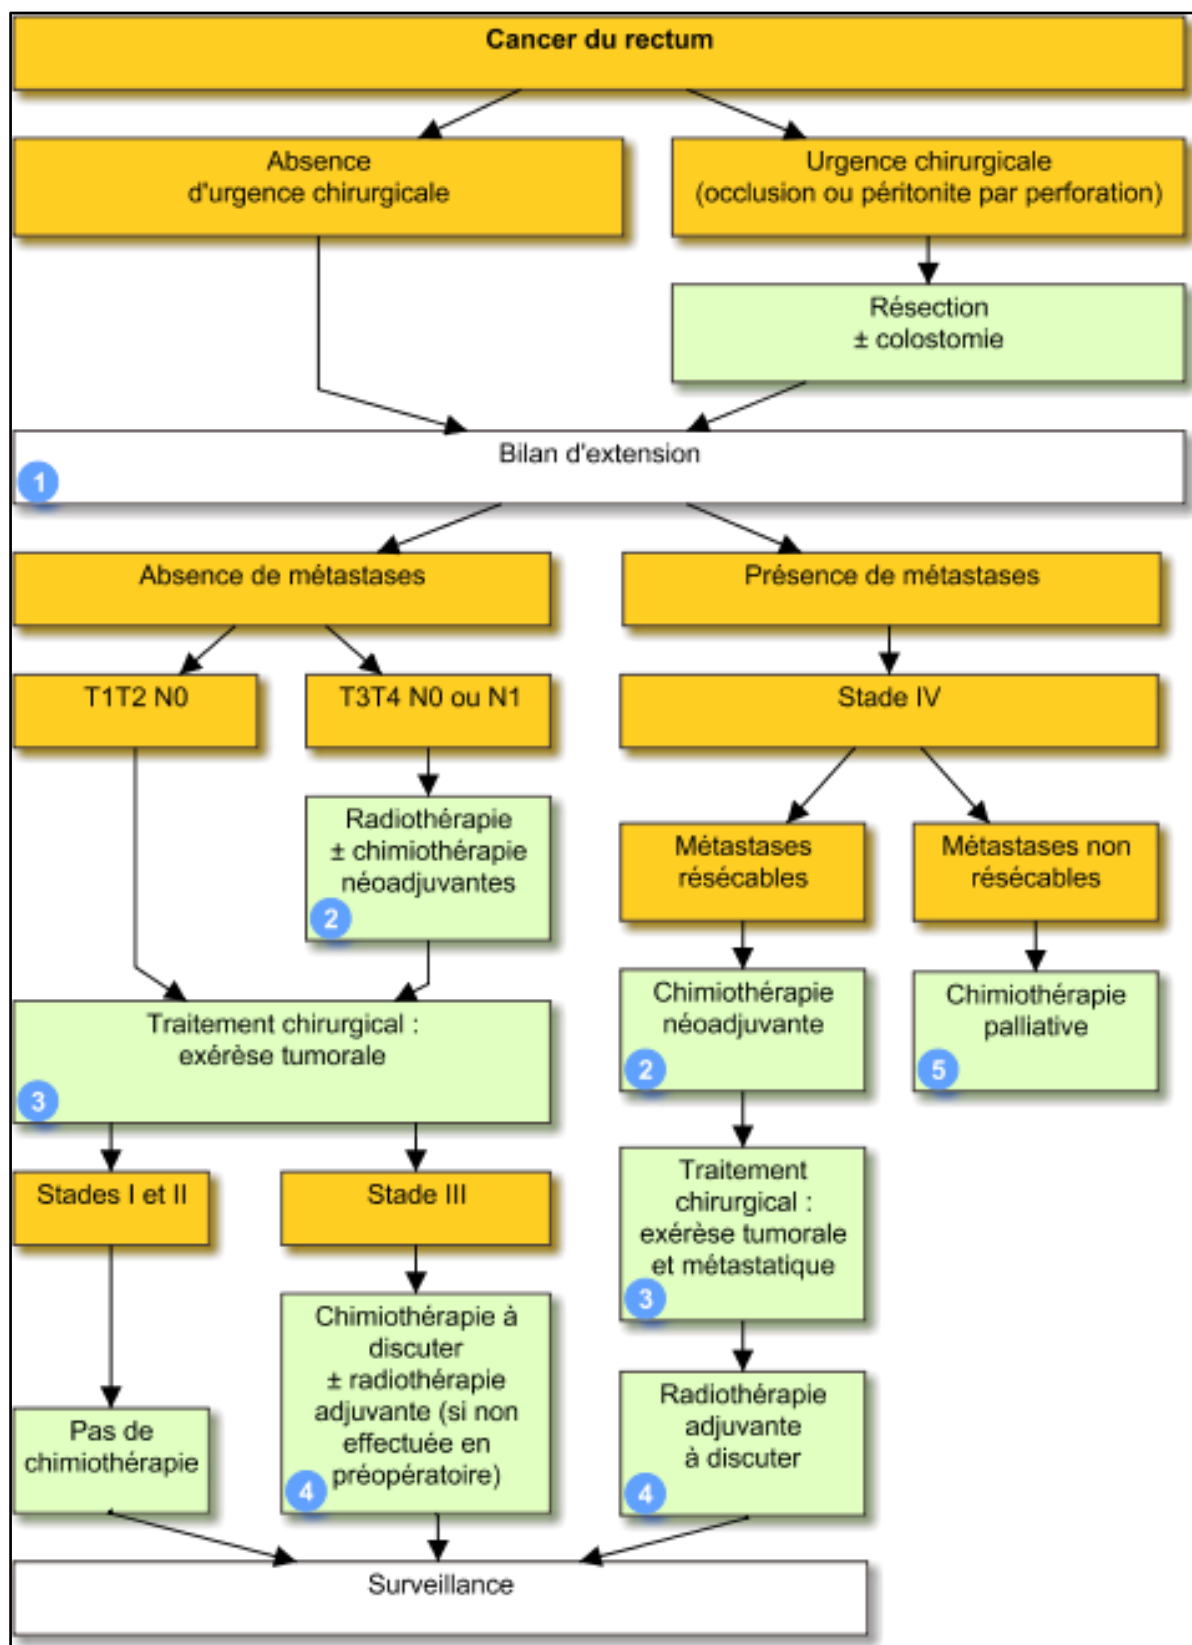 Cancer du rectum
Absence
d'urgence chirurgicale
Urgence chirurgicale
(occlusion ou péritonite par perforation)
Résection
± colostomie
Bilan d'extension
1
Absence de métastases
Présence de métastases
T1T2 N0
T3T4 N0 ou N1
Stade IV
Radiothérapie
± chimiothérapie
néoadjuvantes
2
Métastases
résécables
Métastases non
résécables
Chimiothérapie
néoadjuvante
2
Chimiothérapie
palliative
5
Traitement chirurgical :
exérèse tumorale
3
Traitement
chirurgical :
exérèse tumorale
et métastatique
3
Stades I et II
Stade III
Pas de
chimiothérapie
Chimiothérapie à
discuter
± radiothérapie
adjuvante (si non
effectuée en
préopératoire)
4
Radiothérapie
adjuvante
à discuter
4
Surveillance